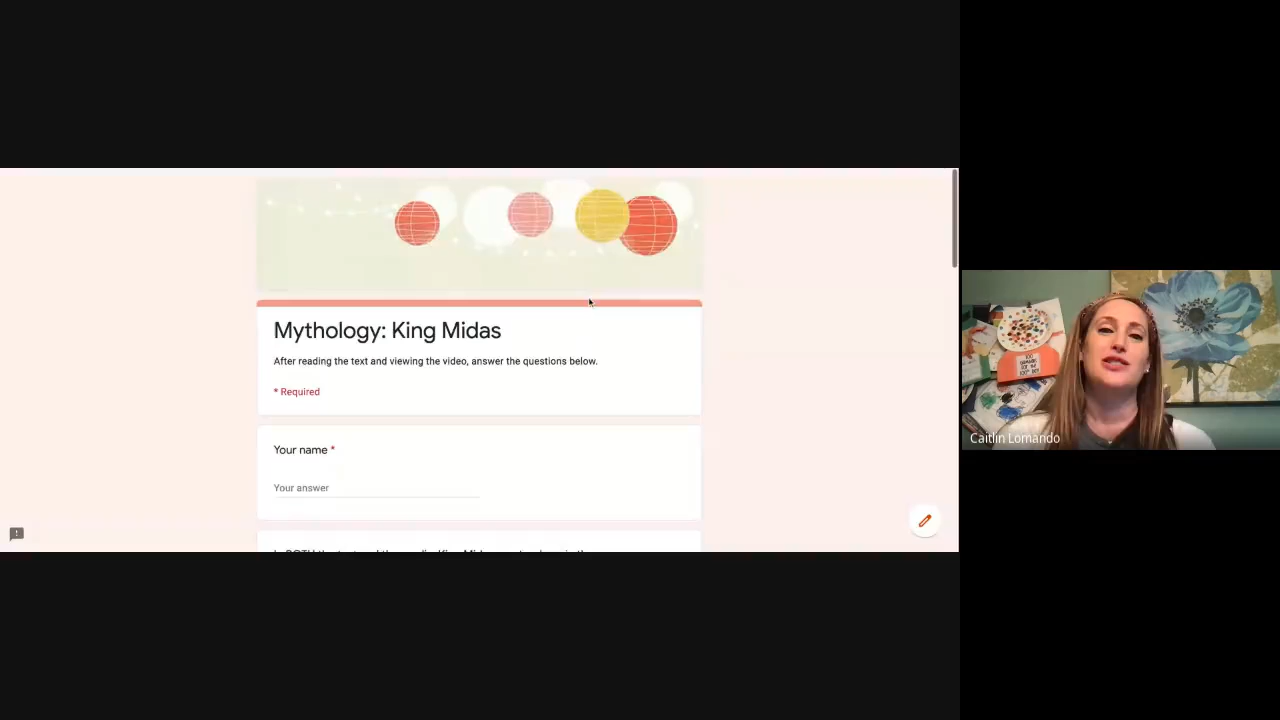 Mythology: King Midas
After reading the text and viewing the video, answer the questions below.
* Required
Your name *
Your answer
Caitlin Lomando